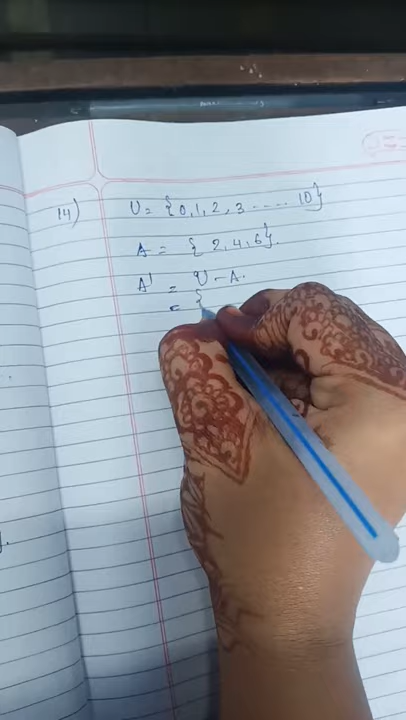 14) U = {0, 1, 2, 3 ..... 10}
A = {2, 4, 6}.
A' = U - A.
= {